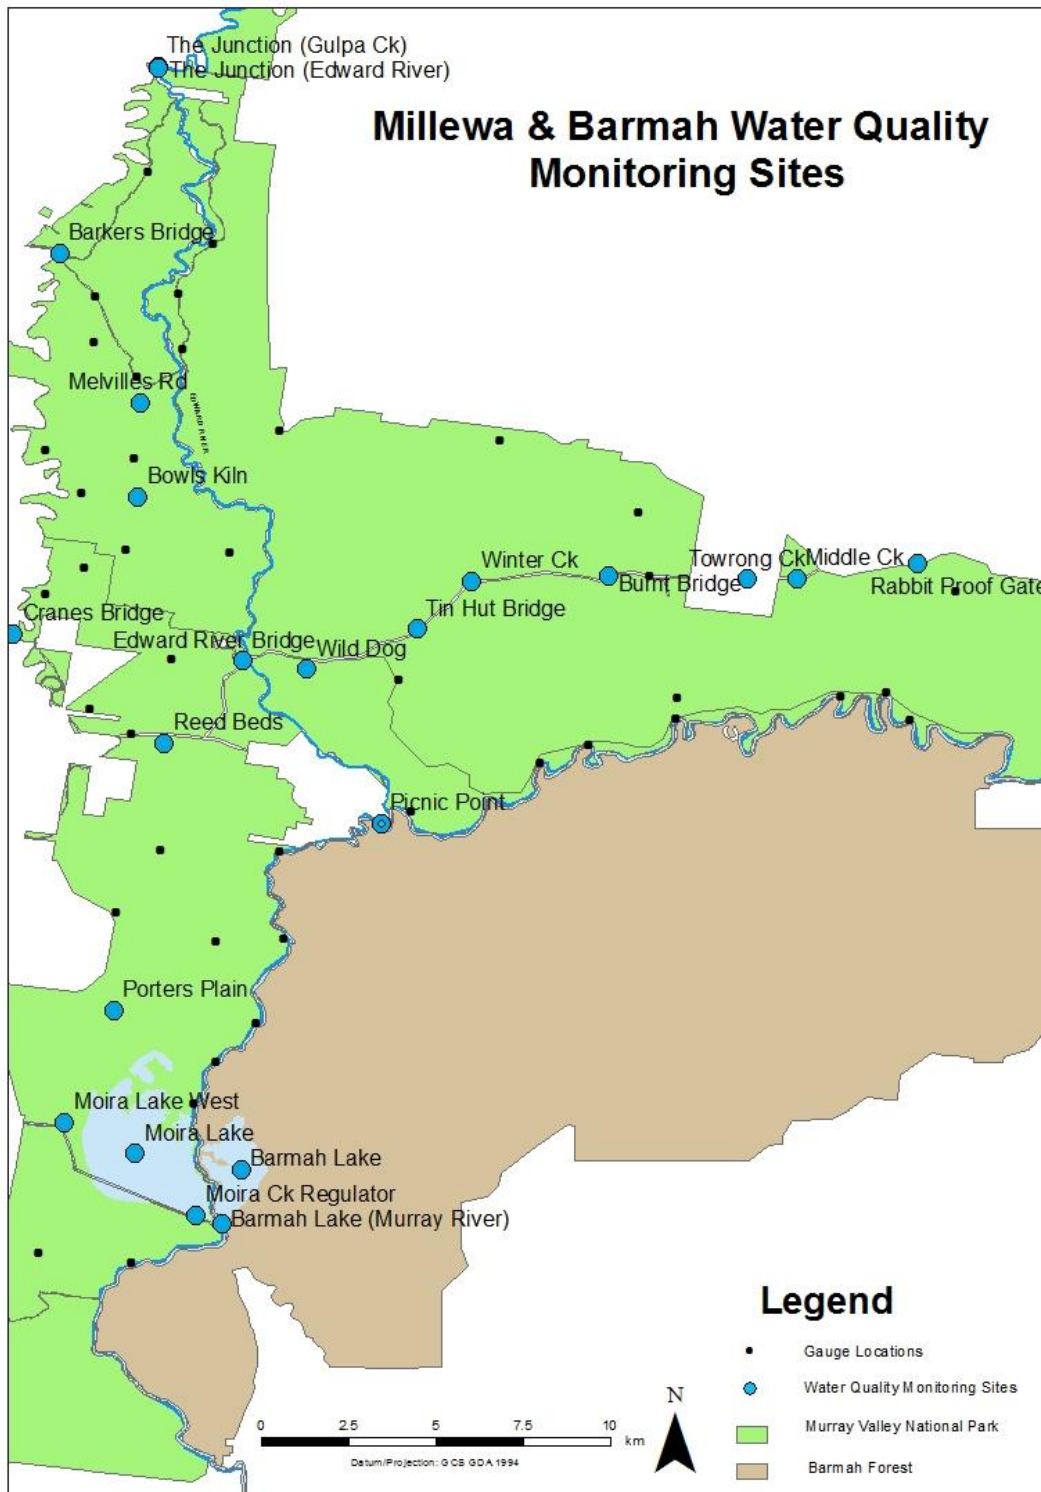 The Junction (Gulpa Ck)
The Junction (Edward River)
Millewa & Barmah Water Quality
Monitoring Sites
Barkers Bridge
Melvilles Rd
EDWARD RIVER
Bowls Kiln
Winter Ck
Towrong Ck
Middle Ck
Burnt Bridge
Rabbit Proof Gate
Cranes Bridge
Tin Hut Bridge
Edward River Bridge
Wild Dog
Reed Beds
Picnic Point
Porters Plain
Moira Lake West
Moira Lake
Barmah Lake
Moira Ck Regulator
Barmah Lake (Murray River)
Legend
Gauge Locations
Water Quality Monitoring Sites
Murray Valley National Park
Barmah Forest
N
0 2.5 5 7.5 10
km
Datum/Projection: GCS GDA 1994